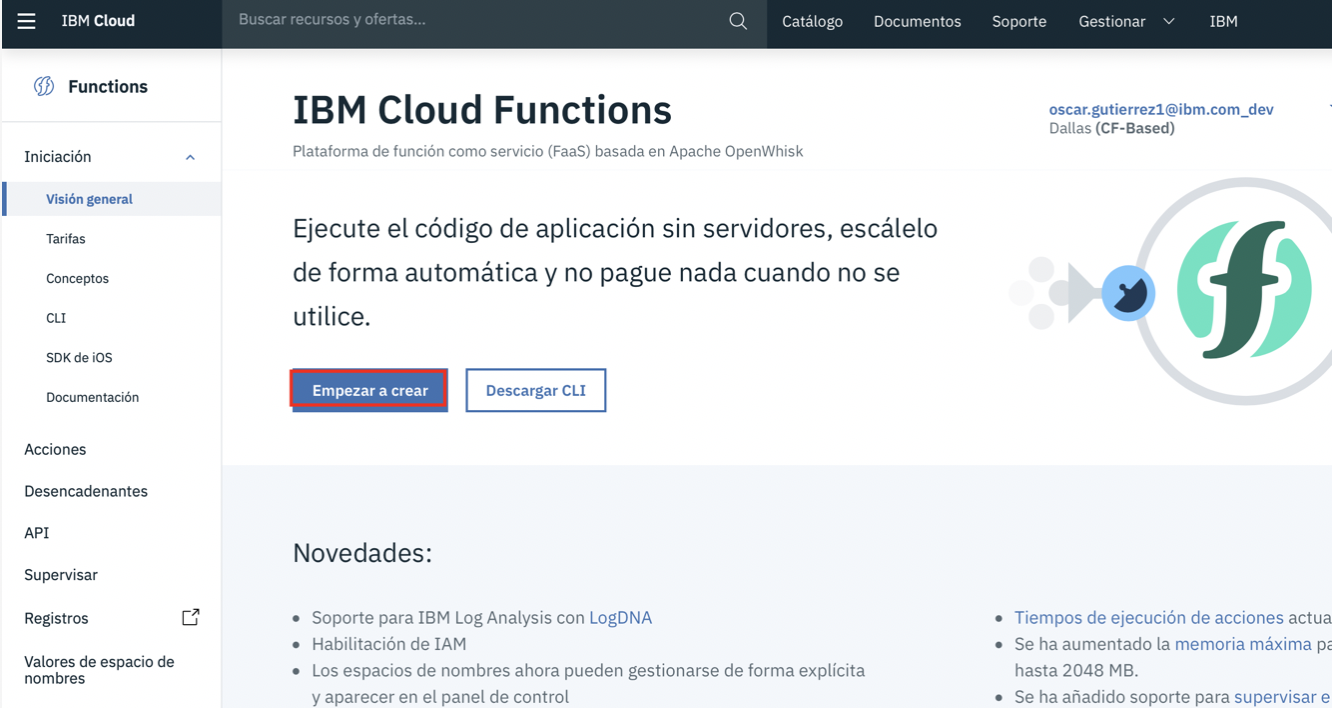 IBM Cloud
Buscar recursos y ofertas...
Catálogo
Documentos
Soporte
Gestionar
IBM
Functions
Iniciación
Visión general
Tarifas
Conceptos
CLI
SDK de iOS
Documentación
Acciones
Desencadenantes
API
Supervisar
Registros
Valores de espacio de
nombres
IBM Cloud Functions
Plataforma de función como servicio (FaaS) basada en Apache OpenWhisk
oscar.gutierrez1@ibm.com_dev
Dallas (CF-Based)
Ejecute el código de aplicación sin servidores, escálelo
de forma automática y no pague nada cuando no se
utilice.
Empezar a crear
Descargar CLI
Novedades:
Soporte para IBM Log Analysis con LogDNA
Habilitación de IAM
Los espacios de nombres ahora pueden gestionarse de forma explícita
y aparecer en el panel de control
Tiempos de ejecución de acciones actua
Se ha aumentado la memoria máxima pa
hasta 2048 MB.
Se ha añadido soporte para supervisar e